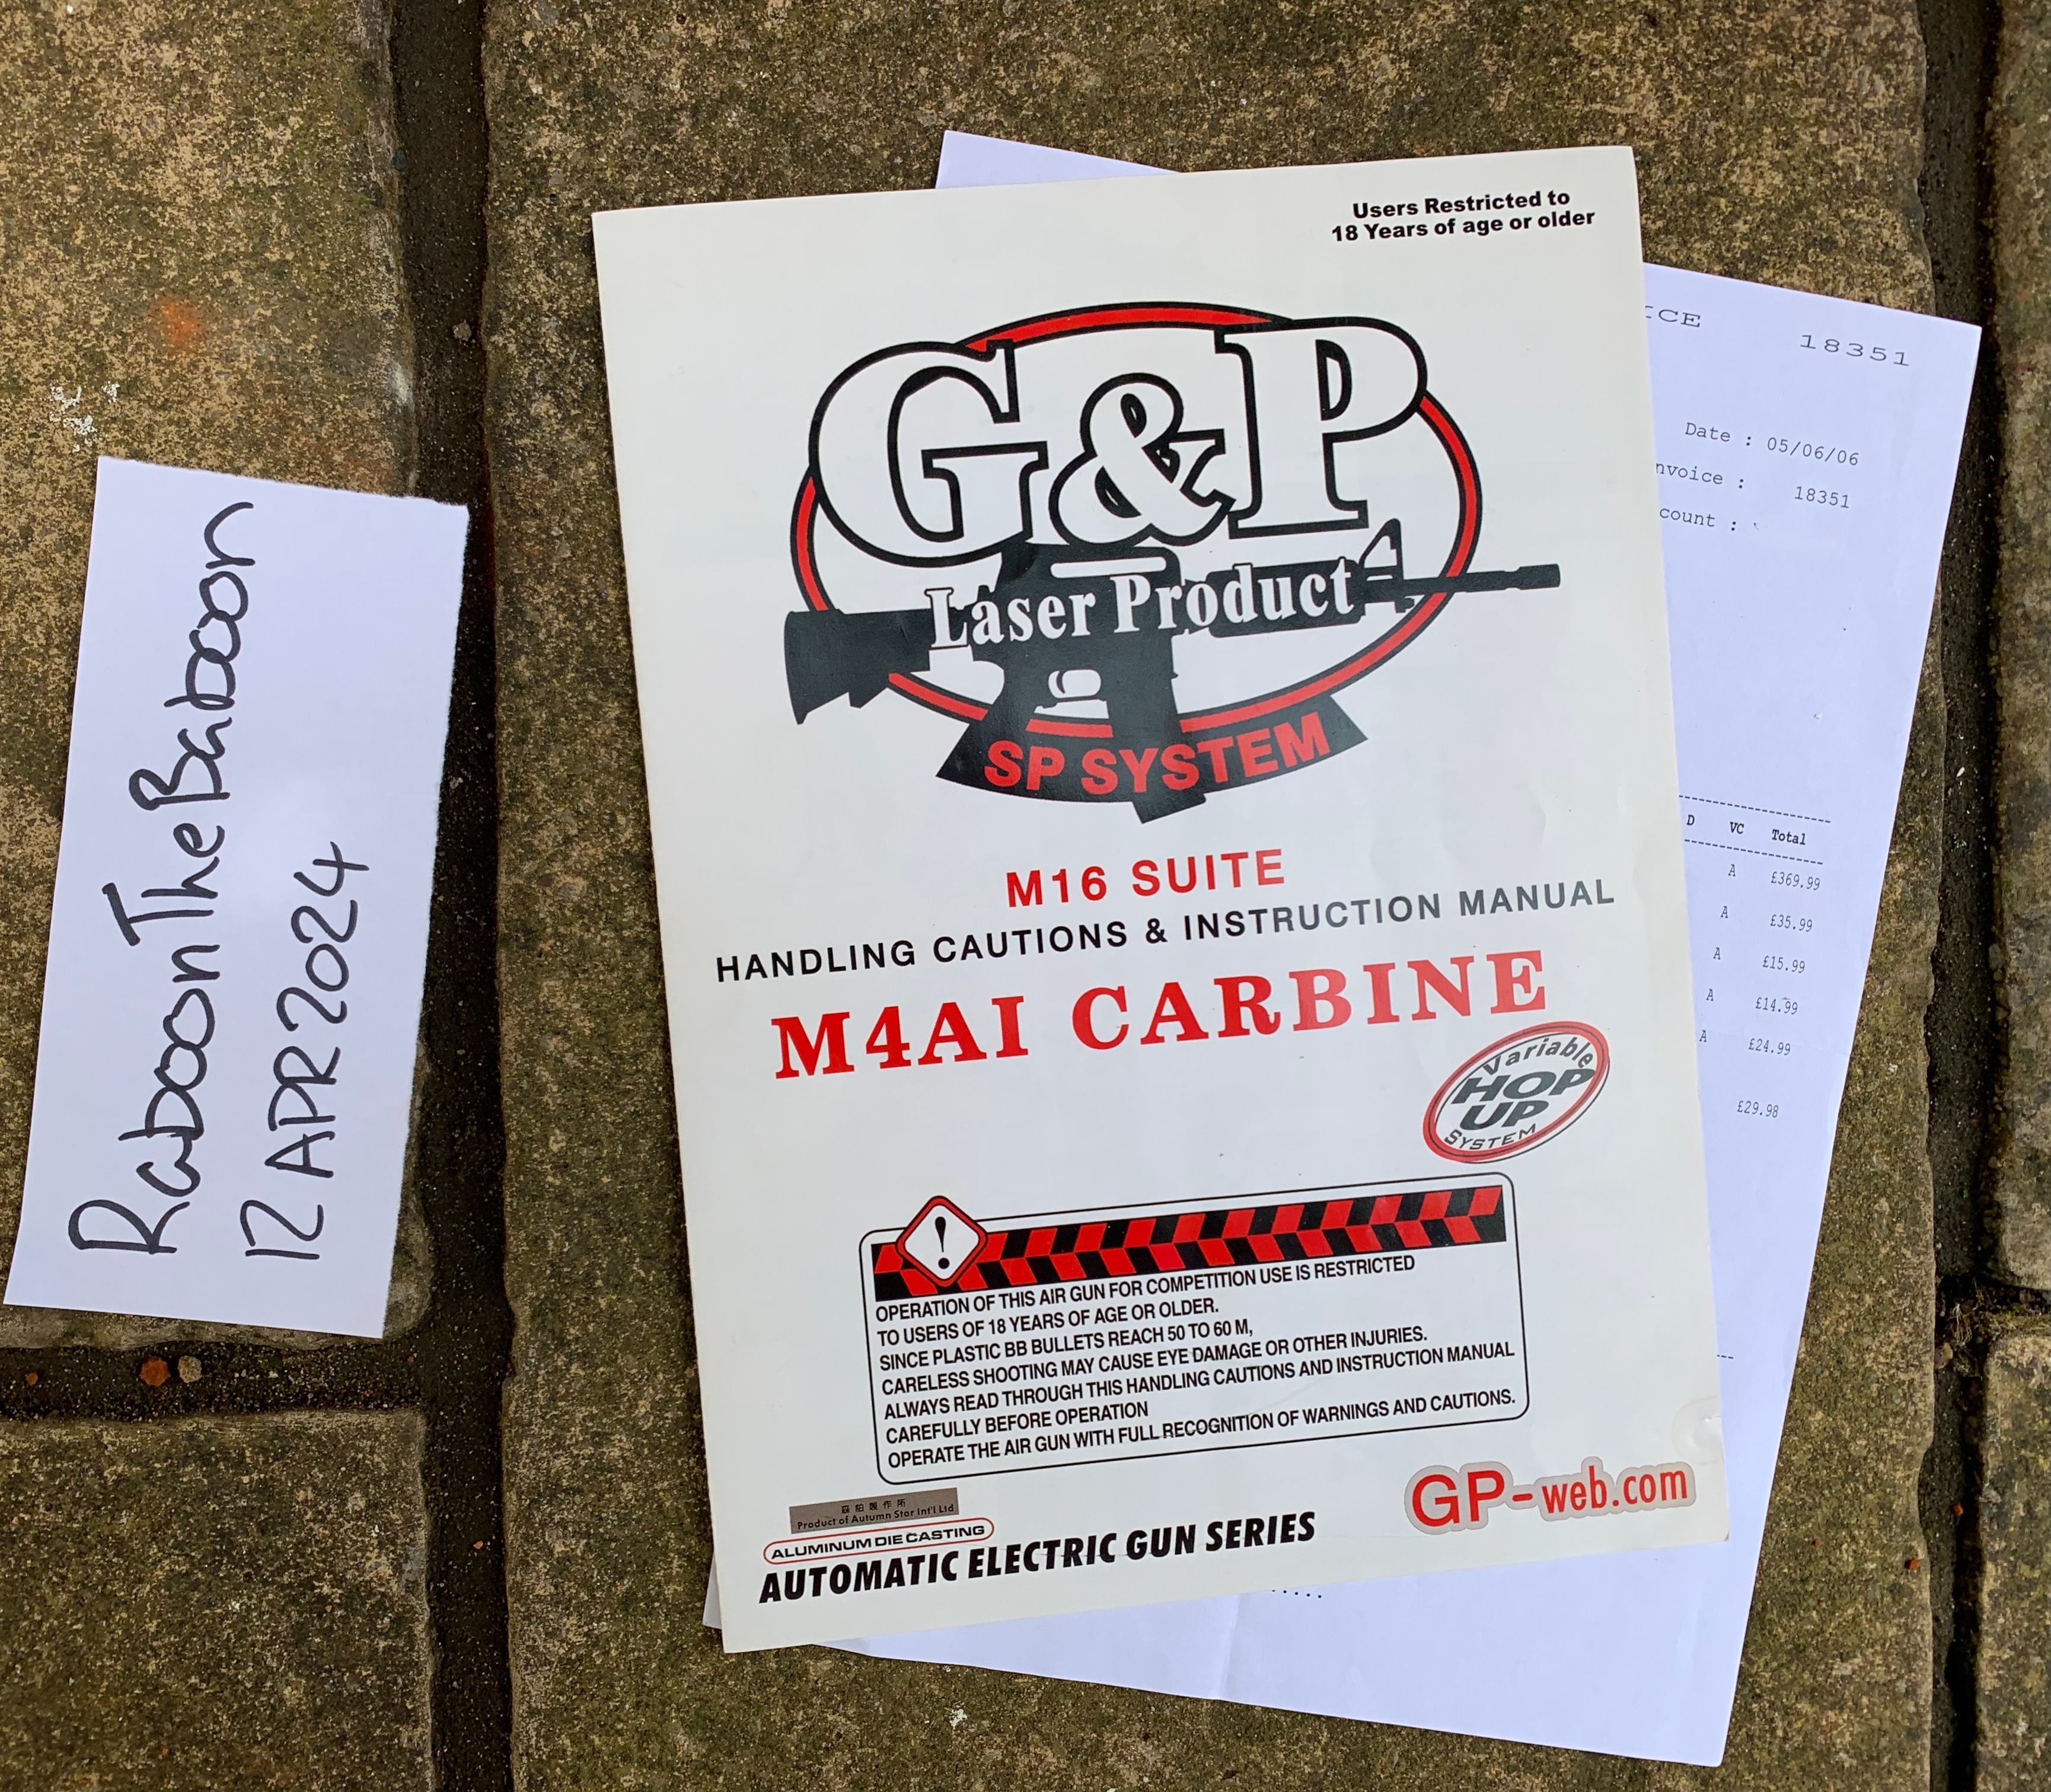 RaboonTheBaboon
12 APR 2024
Users Restricted to
18 Years of age or older
G&P
Laser Product
SP SYSTEM
M16 SUITE
HANDLING CAUTIONS & INSTRUCTION MANUAL
M4AI CARBINE
Variable
HOP
UP
SYSTEM
!
OPERATION OF THIS AIR GUN FOR COMPETITION USE IS RESTRICTED
TO USERS OF 18 YEARS OF AGE OR OLDER.
SINCE PLASTIC BB BULLETS REACH 50 TO 60 M,
CARELESS SHOOTING MAY CAUSE EYE DAMAGE OR OTHER INJURIES.
ALWAYS READ THROUGH THIS HANDLING CAUTIONS AND INSTRUCTION MANUAL
CAREFULLY BEFORE OPERATION
OPERATE THE AIR GUN WITH FULL RECOGNITION OF WARNINGS AND CAUTIONS.
Product of Autumn Star Int'l Ltd
ALUMINUM DIE CASTING
AUTOMATIC ELECTRIC GUN SERIES
GP-web.com
ICE 18351
Date : 05/06/06
nvoice : 18351
count :
D VC Total
A £369.99
A £35.99
A £15.99
A £14.99
A £24.99
£29.98